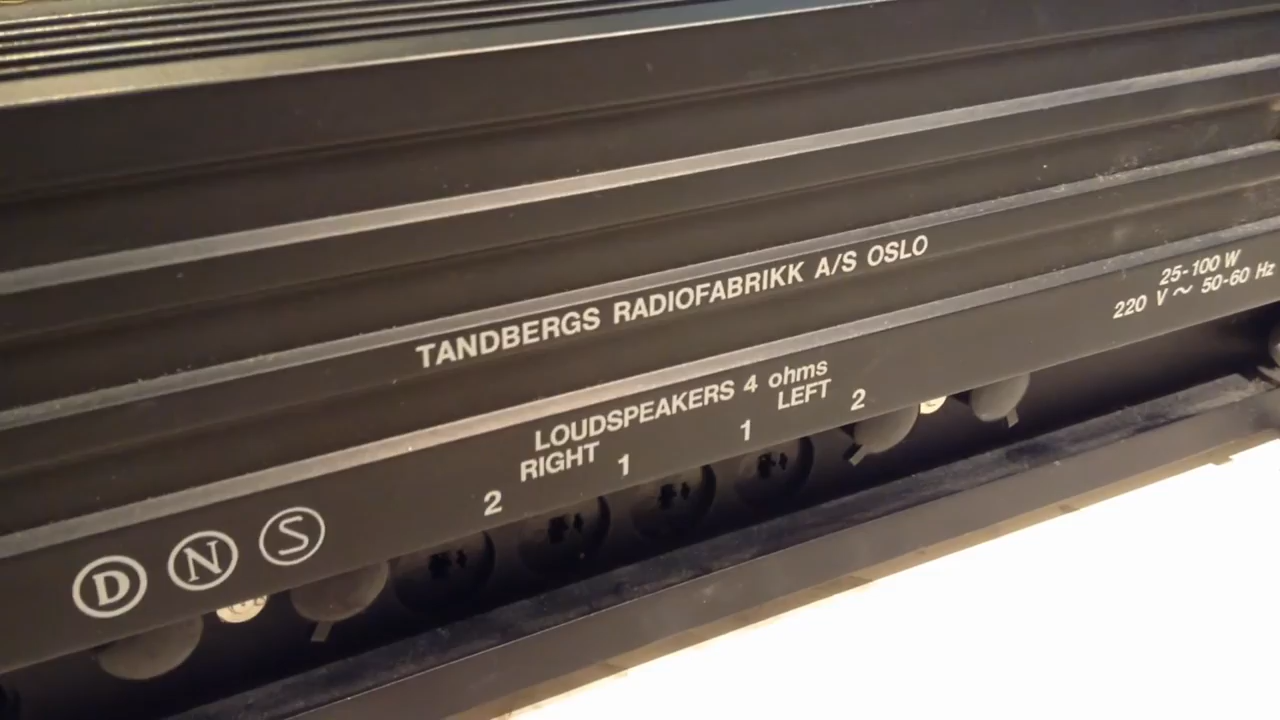 TANDBERGS RADIOFABRIKK A/S OSLO
25-100 W
220 V ~ 50-60 Hz
LOUDSPEAKERS 4 ohms
RIGHT LEFT
2 1 1 2
D N S